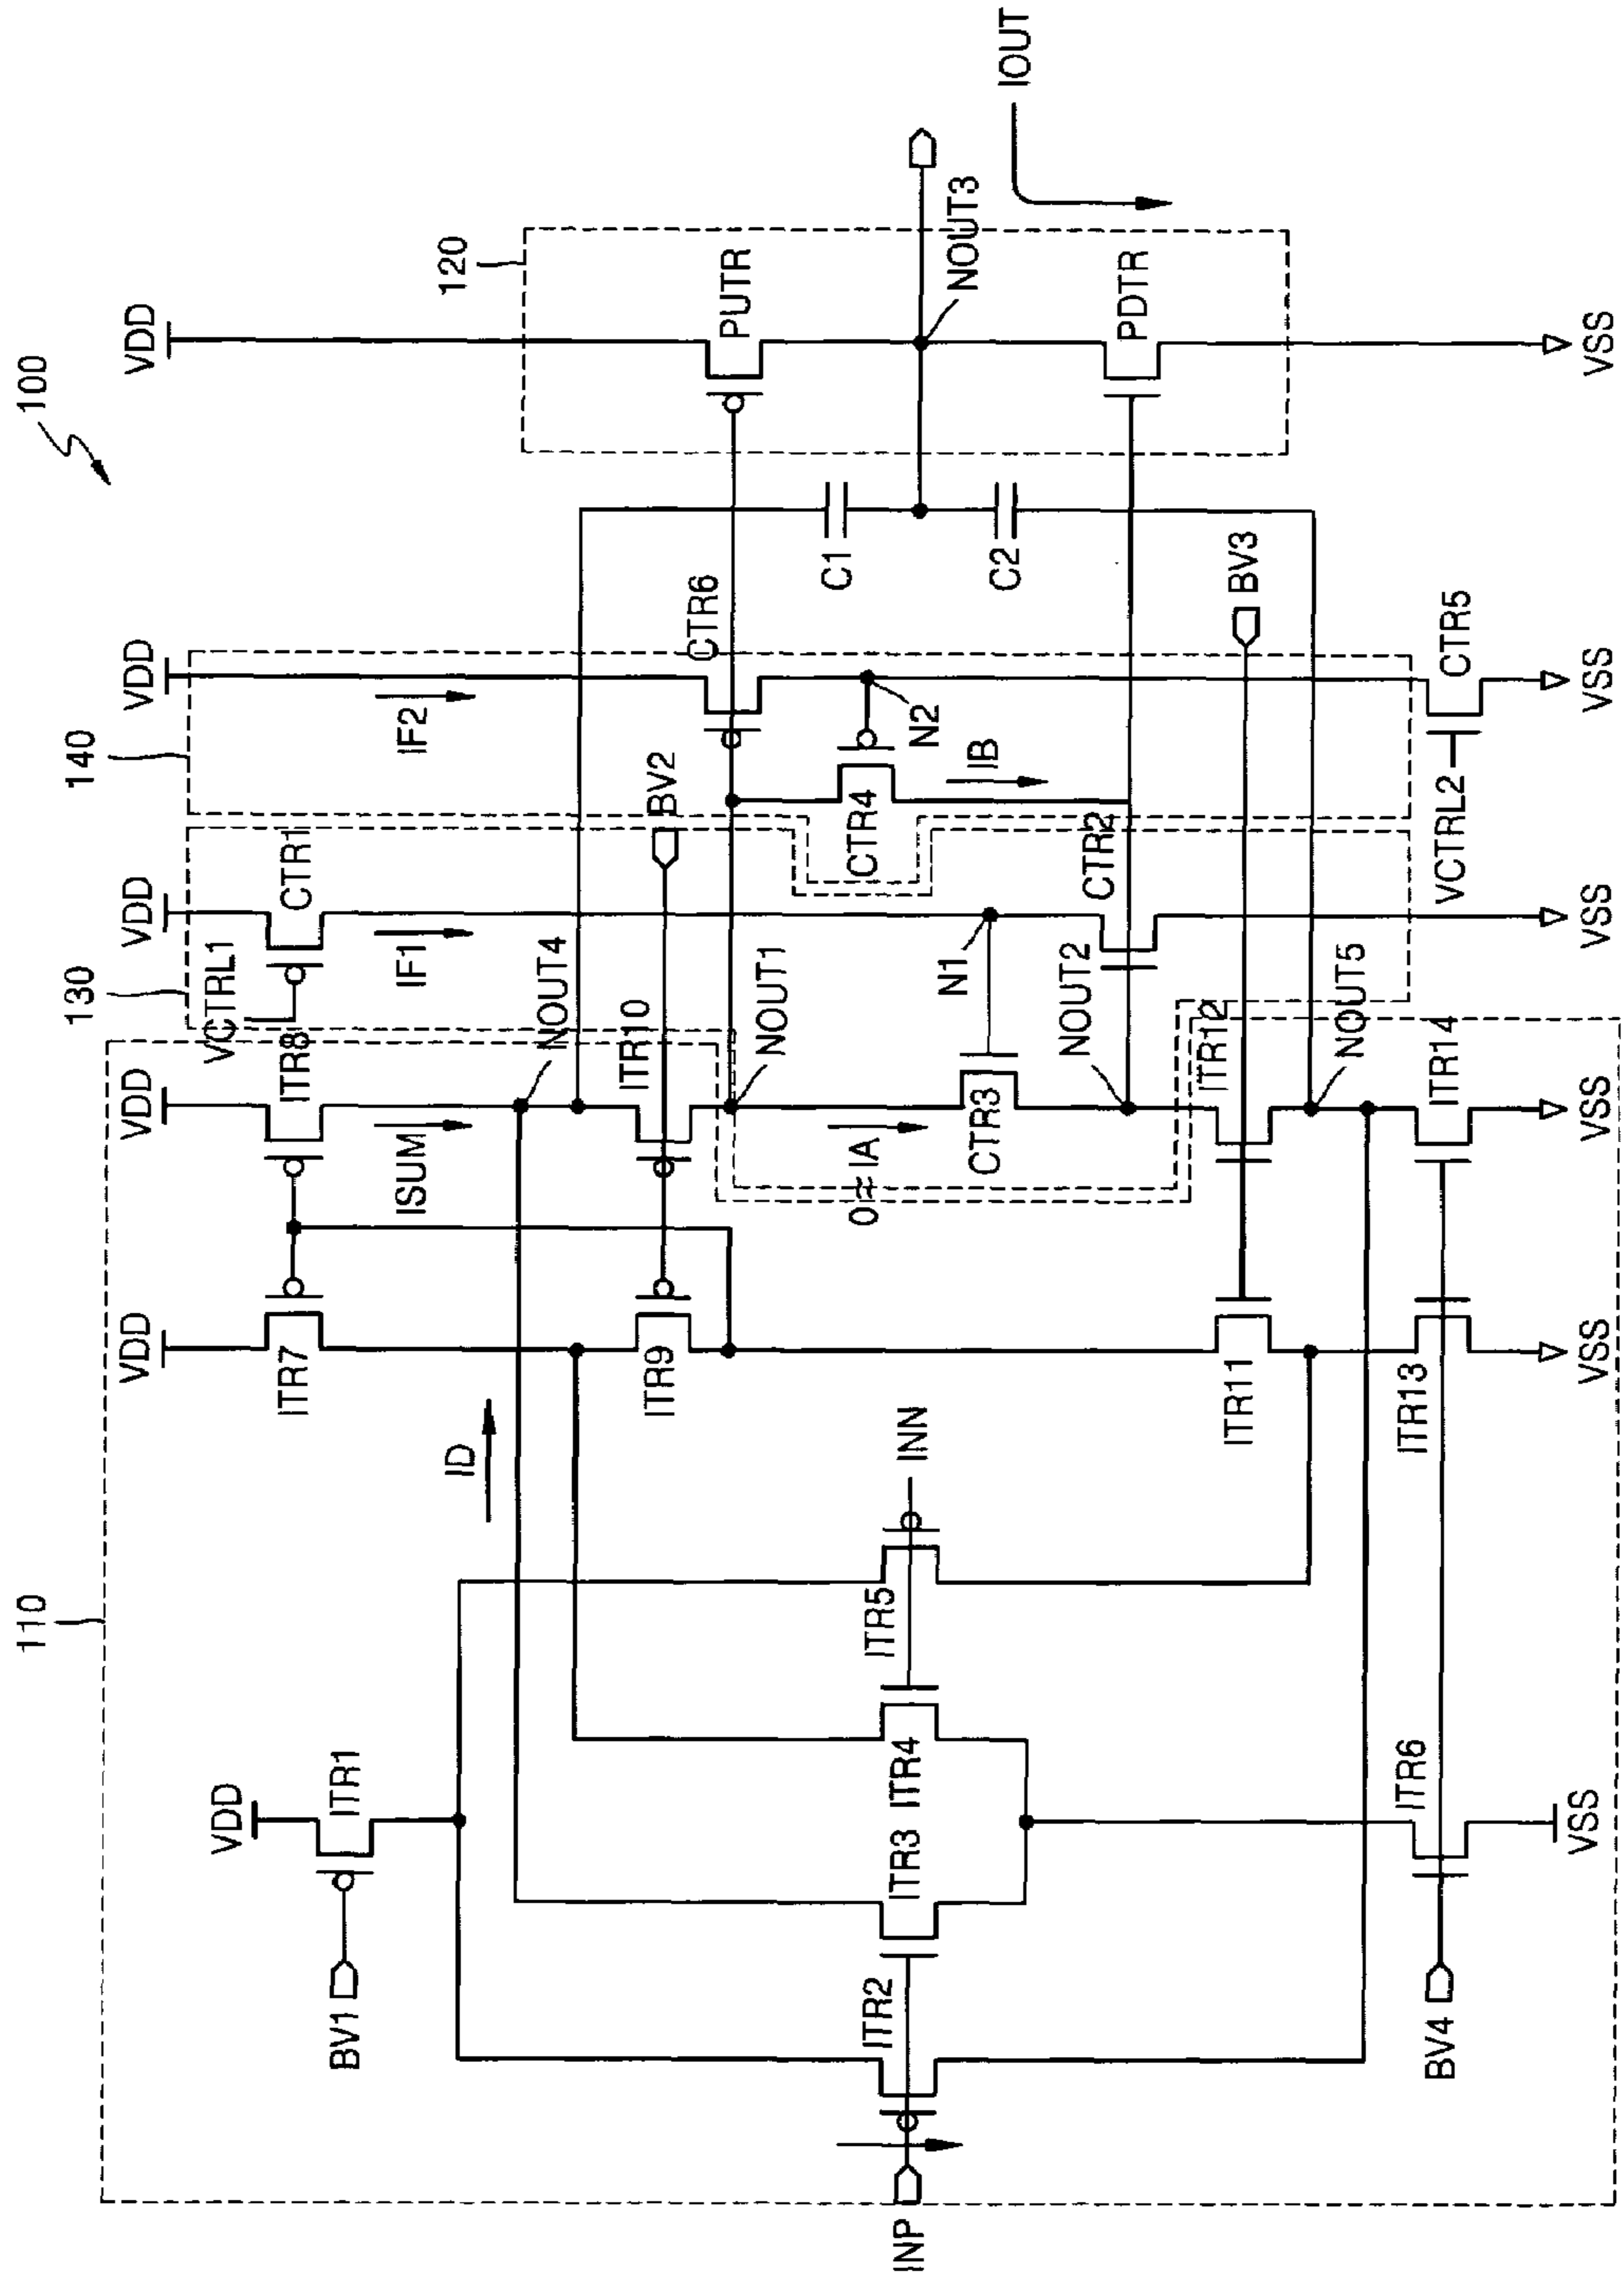 100
110
130
140
120
VDD
VDD
VDD
VDD
VDD
VDD
BV1
ITR1
ITR7
ITR8
VCTRL1
CTR1
ID
ISUM
IF1
IF2
NOUT4
ITR9
ITR10
BV2
CTR6
PUTR
NOUT1
C1
CTR4
N2
NOUT3
INP
ITR2
ITR3
ITR4
ITR5
INN
0≈IA
CTR3
N1
IB
C2
IOUT
NOUT2
CTR2
PDTR
ITR11
ITR12
BV3
NOUT5
BV4
ITR6
ITR13
ITR14
VCTRL2
CTR5
VSS
VSS
VSS
VSS
VSS
VSS